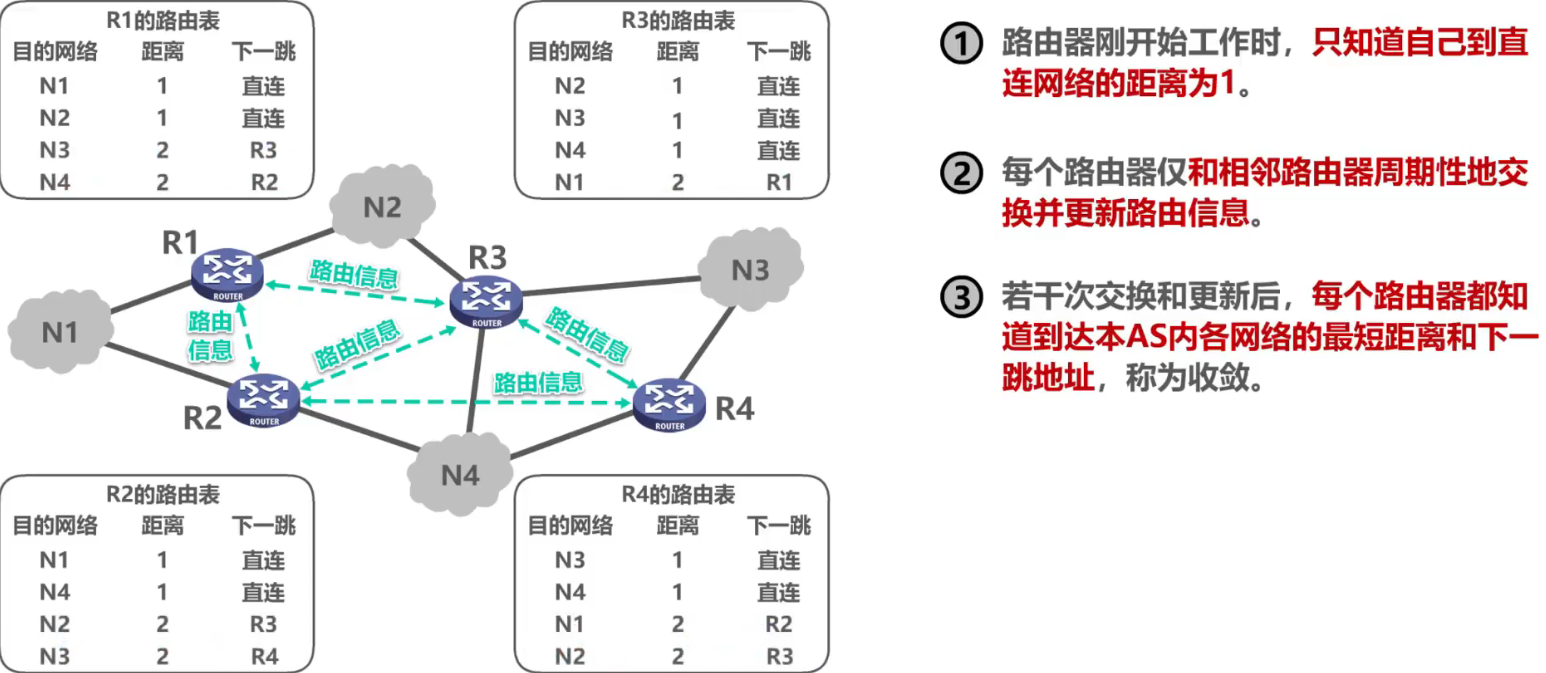 R1的路由表
目的网络 距离 下一跳
N1 1 直连
N2 1 直连
N3 2 R3
N4 2 R2
R3的路由表
目的网络 距离 下一跳
N2 1 直连
N3 1 直连
N4 1 直连
N1 2 R1
① 路由器刚开始工作时，只知道自己到直
连网络的距离为1。
② 每个路由器仅和相邻路由器周期性地交
换并更新路由信息。
③ 若干次交换和更新后，每个路由器都知
道到达本AS内各网络的最短距离和下一
跳地址，称为收敛。
N2
R1
ROUTER
路由信息
R3
ROUTER
N3
N1
路由
信息
路由信息
路由信息
路由信息
R2
ROUTER
R4
ROUTER
N4
R2的路由表
目的网络 距离 下一跳
N1 1 直连
N4 1 直连
N2 2 R3
N3 2 R4
R4的路由表
目的网络 距离 下一跳
N3 1 直连
N4 1 直连
N1 2 R2
N2 2 R3